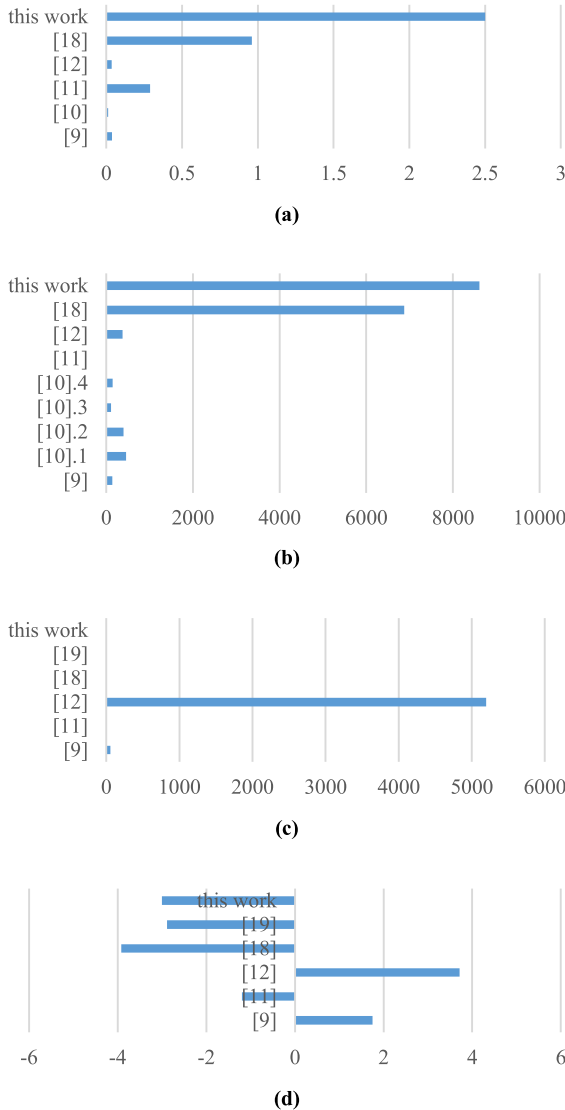 this work
[18]
[12]
[11]
[10]
[9]
0 0.5 1 1.5 2 2.5 3
(a)
this work
[18]
[12]
[11]
[10].4
[10].3
[10].2
[10].1
[9]
0 2000 4000 6000 8000 10000
(b)
this work
[19]
[18]
[12]
[11]
[9]
0 1000 2000 3000 4000 5000 6000
(c)
this work
[19]
[18]
[12]
[11]
[9]
-6 -4 -2 0 2 4 6
(d)